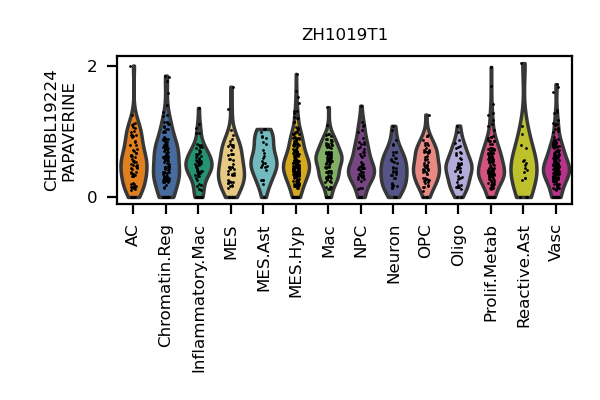 ZH1019T1
CHEMBL19224
PAPAVERINE
2
0
AC
Chromatin.Reg
Inflammatory.Mac
MES
MES.Ast
MES.Hyp
Mac
NPC
Neuron
OPC
Oligo
Prolif.Metab
Reactive.Ast
Vasc